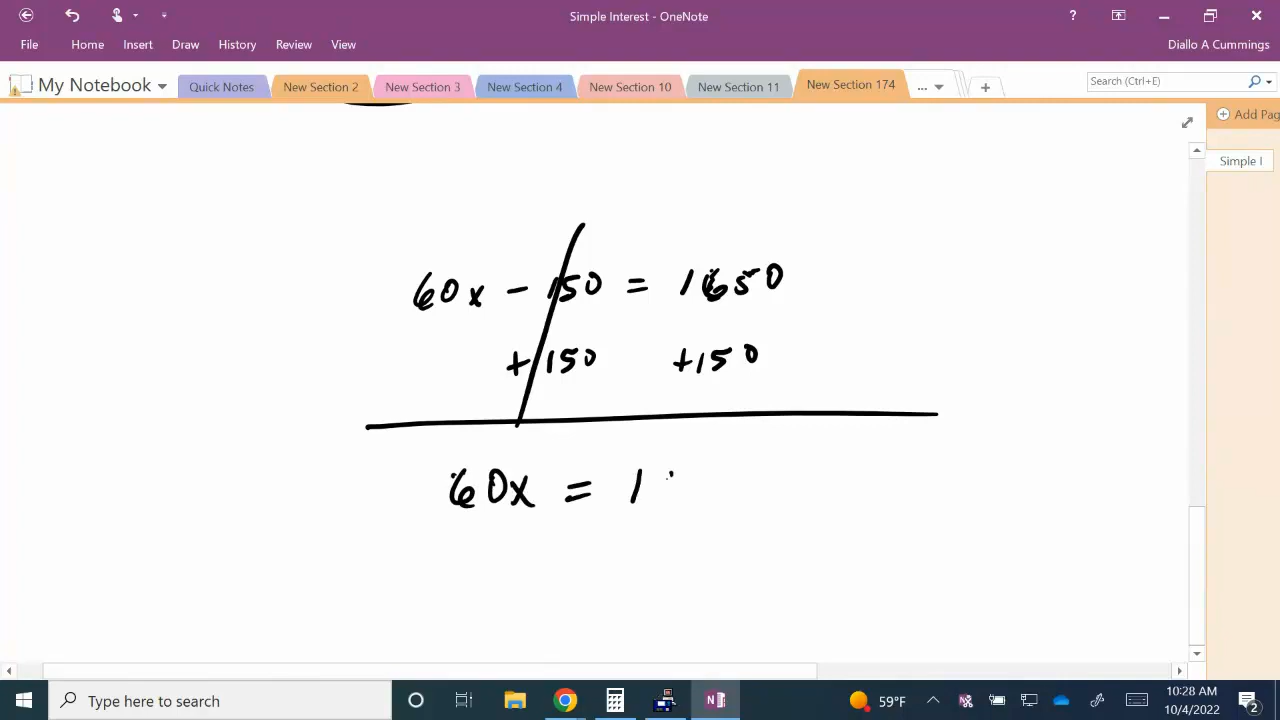 Simple Interest - OneNote
?
File Home Insert Draw History Review View
Diallo A Cummings
My Notebook Quick Notes New Section 2 New Section 3 New Section 4 New Section 10 New Section 11 New Section 174 ... Search (Ctrl+E)
Add Pag
Simple I
60x - 150 = 1650
+150 +150
60x = 1
Type here to search
59°F
10:28 AM
10/4/2022
2